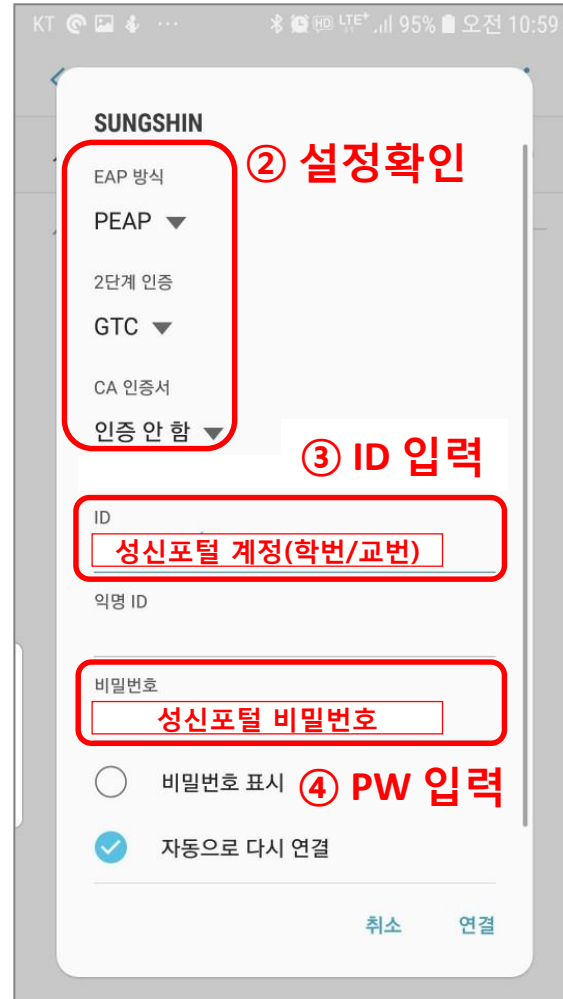 KT ... HD LTE+ 95% 오전 10:59
SUNGSHIN
② 설정확인
EAP 방식
PEAP
2단계 인증
GTC
CA 인증서
인증 안 함
③ ID 입력
ID
성신포털 계정(학번/교번)
익명 ID
비밀번호
성신포털 비밀번호
비밀번호 표시
④ PW 입력
자동으로 다시 연결
취소 연결